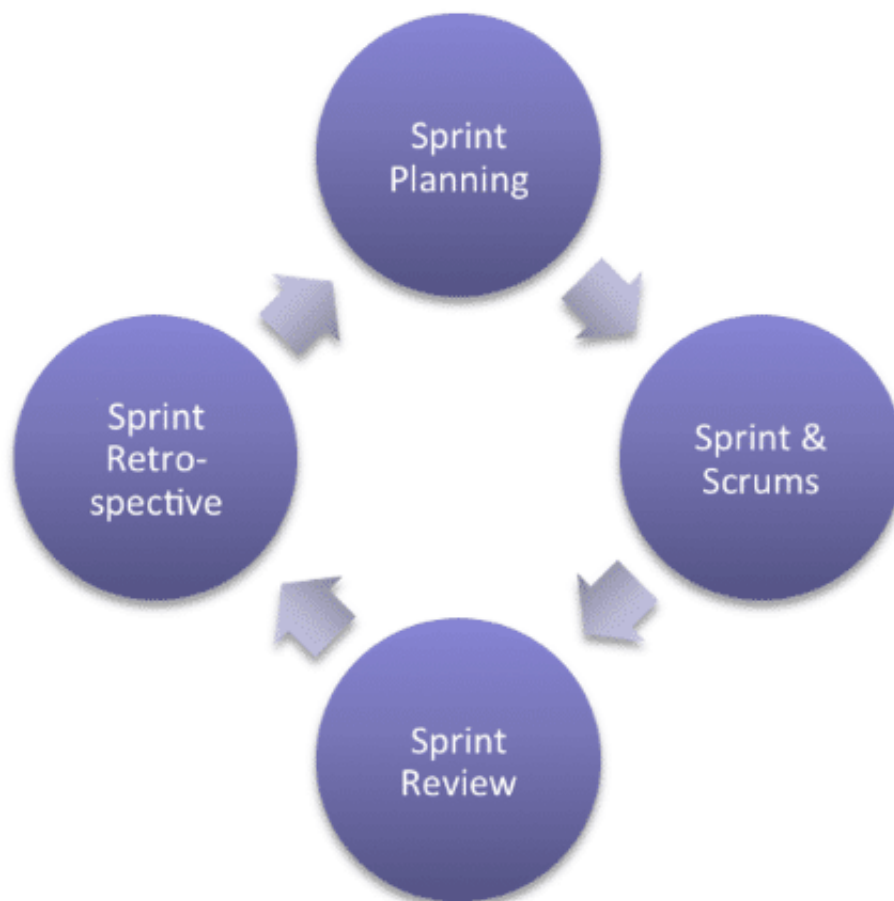 Sprint
Planning
Sprint &
Scrums
Sprint
Review
Sprint
Retro-
spective